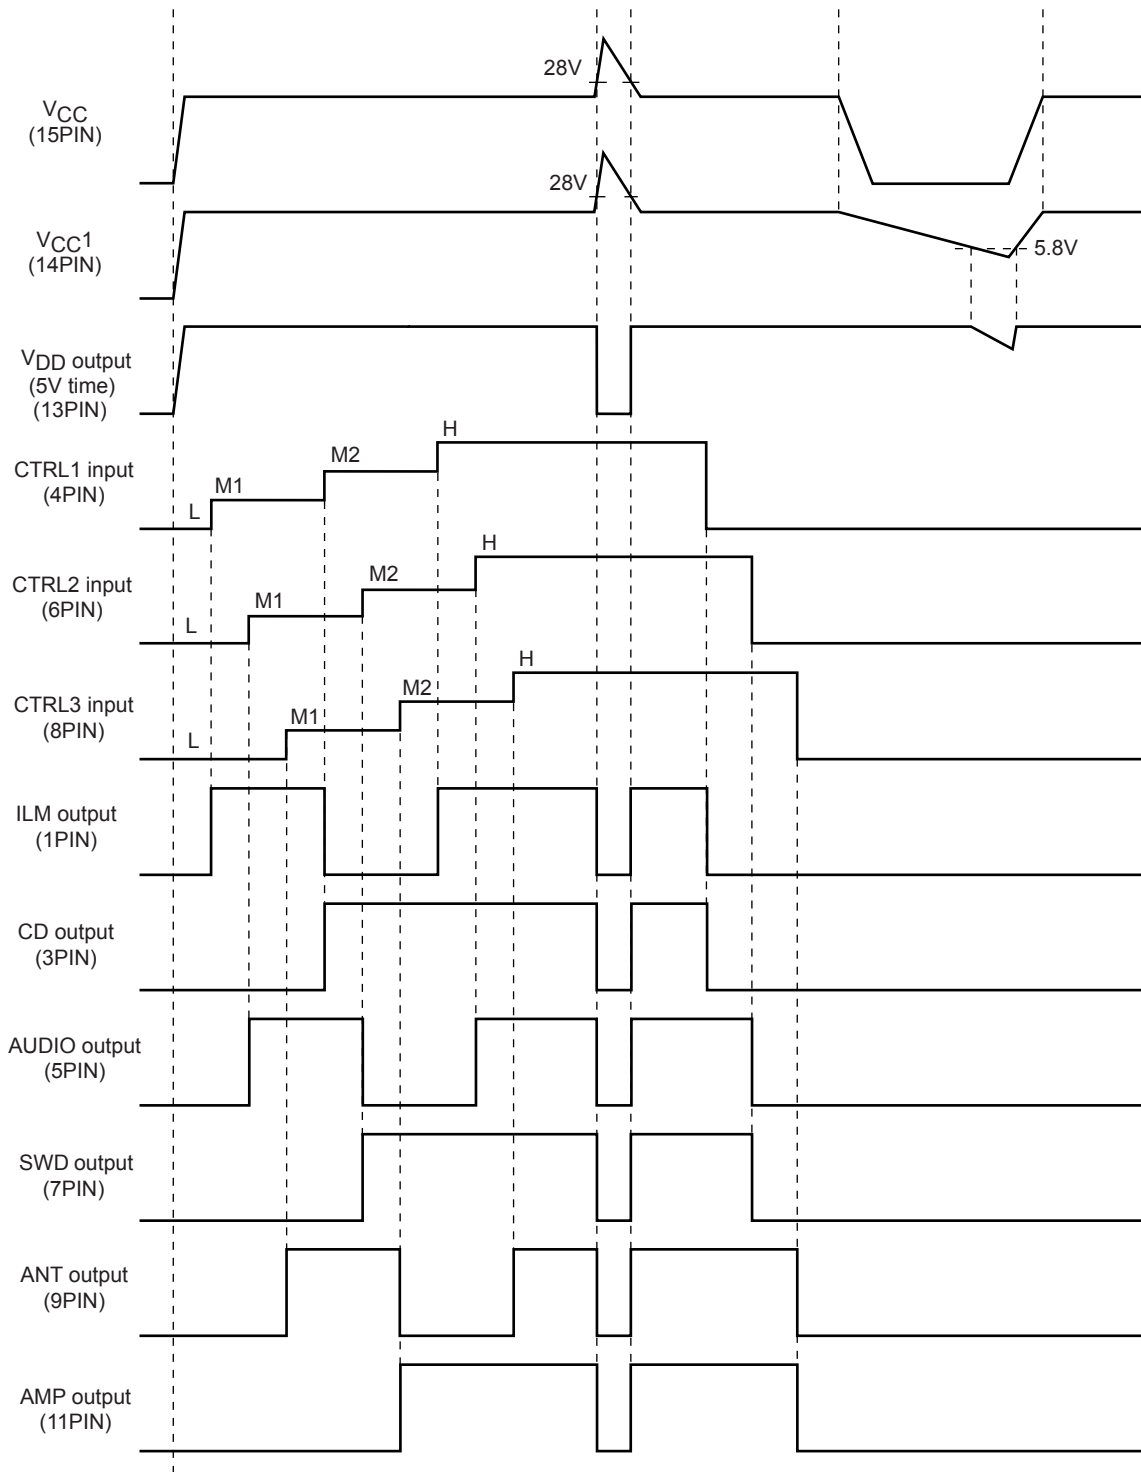 28V
VCC
(15PIN)
28V
VCC1
(14PIN)
5.8V
VDD output
(5V time)
(13PIN)
H
M2
CTRL1 input
(4PIN)
M1
L
H
M2
CTRL2 input
(6PIN)
M1
L
H
M2
CTRL3 input
(8PIN)
M1
L
ILM output
(1PIN)
CD output
(3PIN)
AUDIO output
(5PIN)
SWD output
(7PIN)
ANT output
(9PIN)
AMP output
(11PIN)